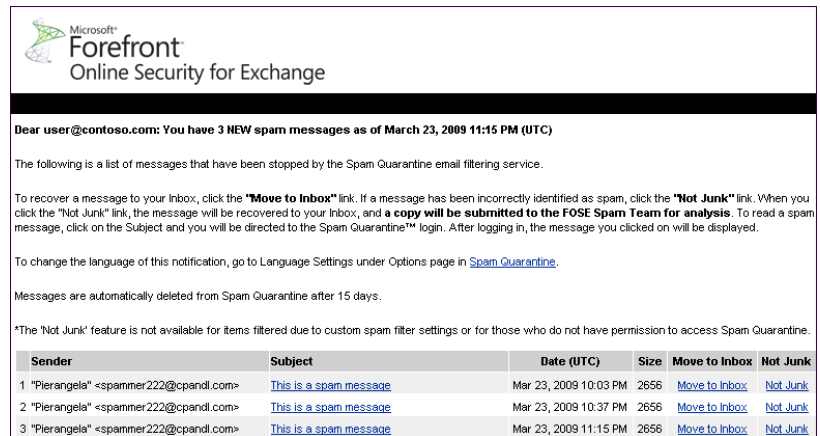 Microsoft®
Forefront™
Online Security for Exchange
Dear user@contoso.com: You have 3 NEW spam messages as of March 23, 2009 11:15 PM (UTC)
The following is a list of messages that have been stopped by the Spam Quarantine email filtering service.
To recover a message to your Inbox, click the "Move to Inbox" link. If a message has been incorrectly identified as spam, click the "Not Junk" link. When you
click the "Not Junk" link, the message will be recovered to your Inbox, and a copy will be submitted to the FOSE Spam Team for analysis. To read a spam
message, click on the Subject and you will be directed to the Spam Quarantine™ login. After logging in, the message you clicked on will be displayed.
To change the language of this notification, go to Language Settings under Options page in Spam Quarantine.
Messages are automatically deleted from Spam Quarantine after 15 days.
*The 'Not Junk' feature is not available for items filtered due to custom spam filter settings or for those who do not have permission to access Spam Quarantine.
Sender Subject Date (UTC) Size Move to Inbox Not Junk
1 "Pierangela" <spammer222@cpandl.com> This is a spam message Mar 23, 2009 10:03 PM 2656 Move to Inbox Not Junk
2 "Pierangela" <spammer222@cpandl.com> This is a spam message Mar 23, 2009 10:37 PM 2656 Move to Inbox Not Junk
3 "Pierangela" <spammer222@cpandl.com> This is a spam message Mar 23, 2009 11:15 PM 2656 Move to Inbox Not Junk